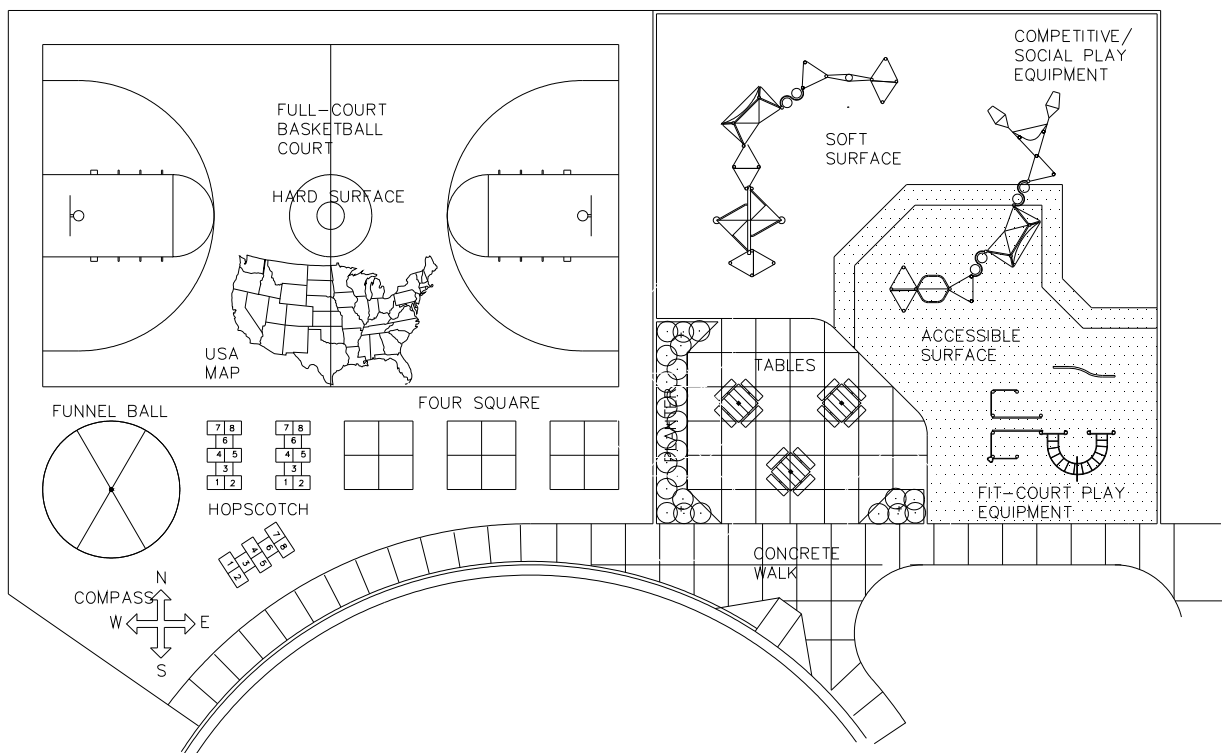 COMPETITIVE/
SOCIAL PLAY
EQUIPMENT
FULL-COURT
BASKETBALL
COURT
SOFT
SURFACE
HARD SURFACE
USA
MAP
ACCESSIBLE
SURFACE
TABLES
PLANTER
FUNNEL BALL
FOUR SQUARE
7 8
6
4 5
3
1 2
7 8
6
4 5
3
1 2
HOPSCOTCH
FIT-COURT PLAY
EQUIPMENT
7 8
6
4 5
3
1 2
CONCRETE
WALK
COMPASS
N
W E
S